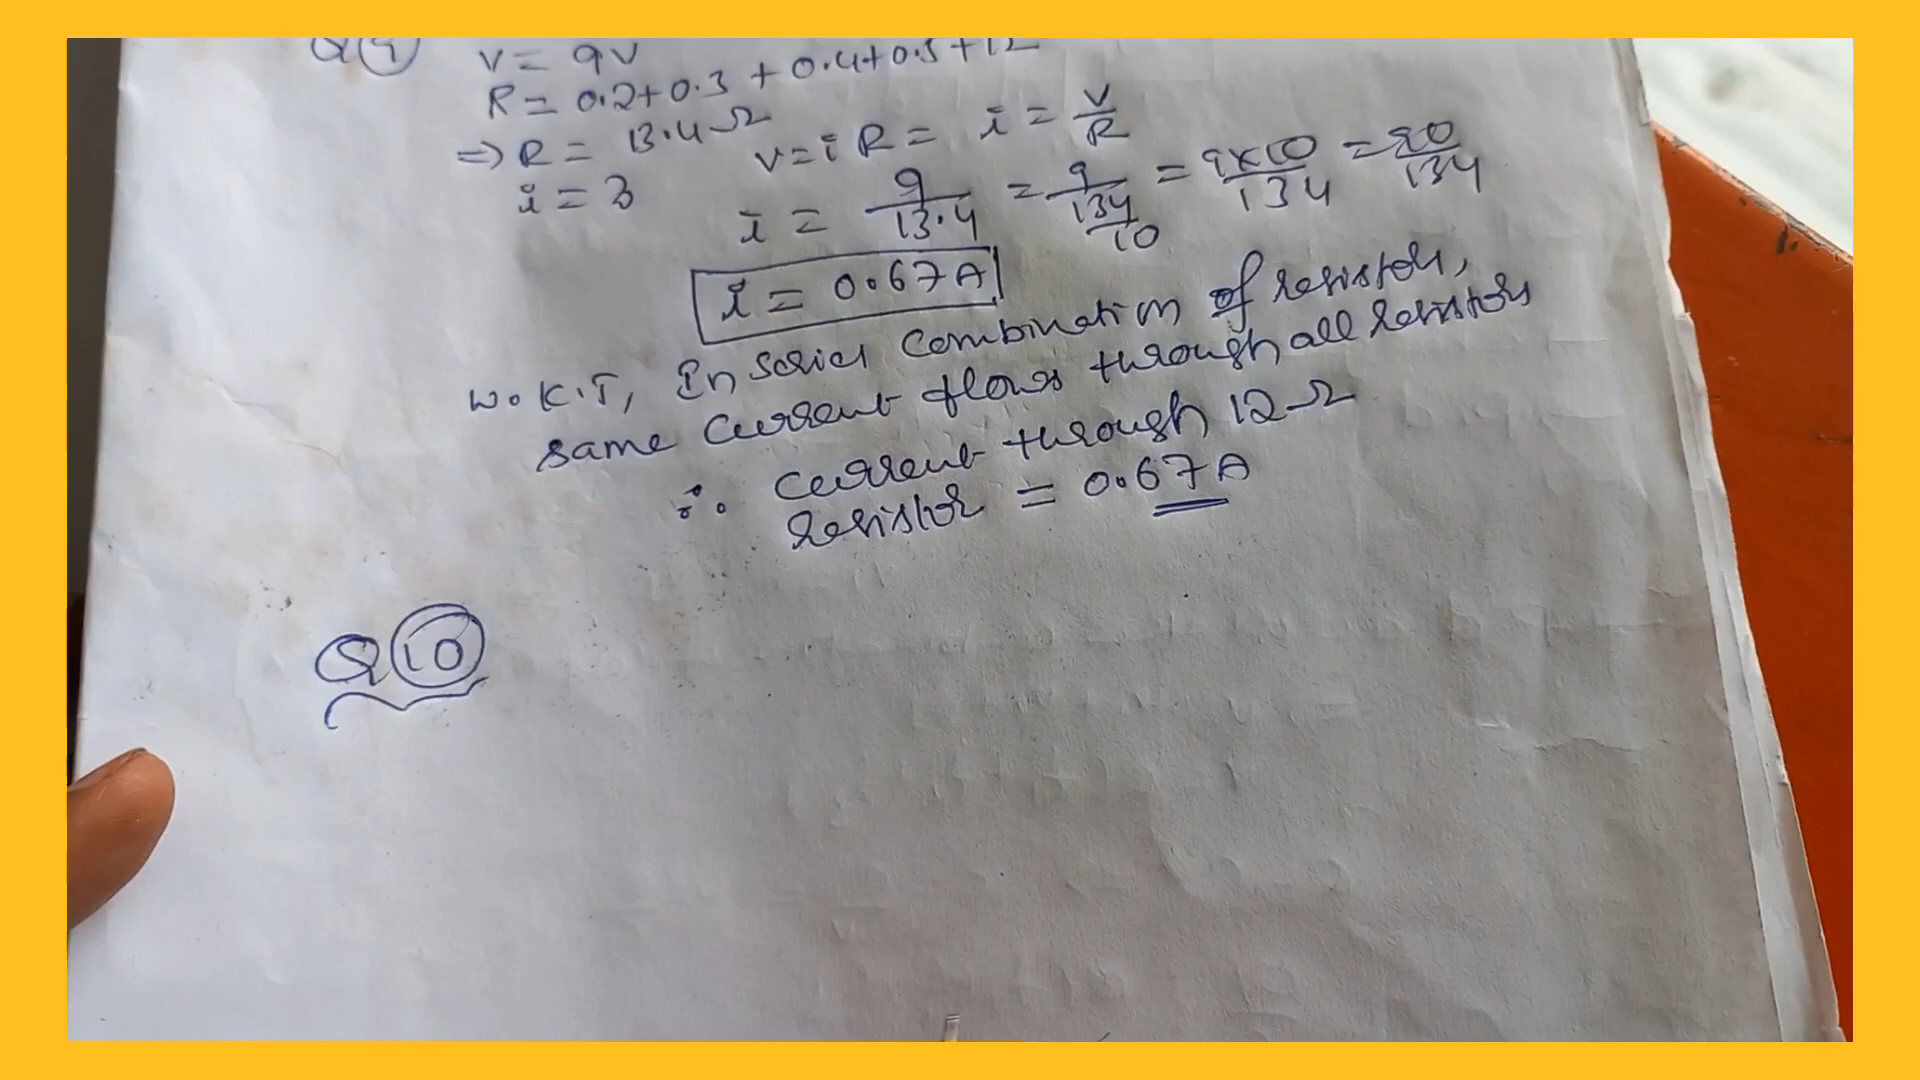 Q 9
V = 9V
R = 0.2+0.3+0.4+0.5+12
⇒ R = 13.4Ω
V = i R = i = V/R
i = 3
i = 9/13.4 = 9/(134/10) = 9×10/134 = 90/134
i = 0.67A
W.K.T, In Series Combination of resistors,
same current flows through all resistors
∴ current through 12Ω
resistor = 0.67A
Q 10